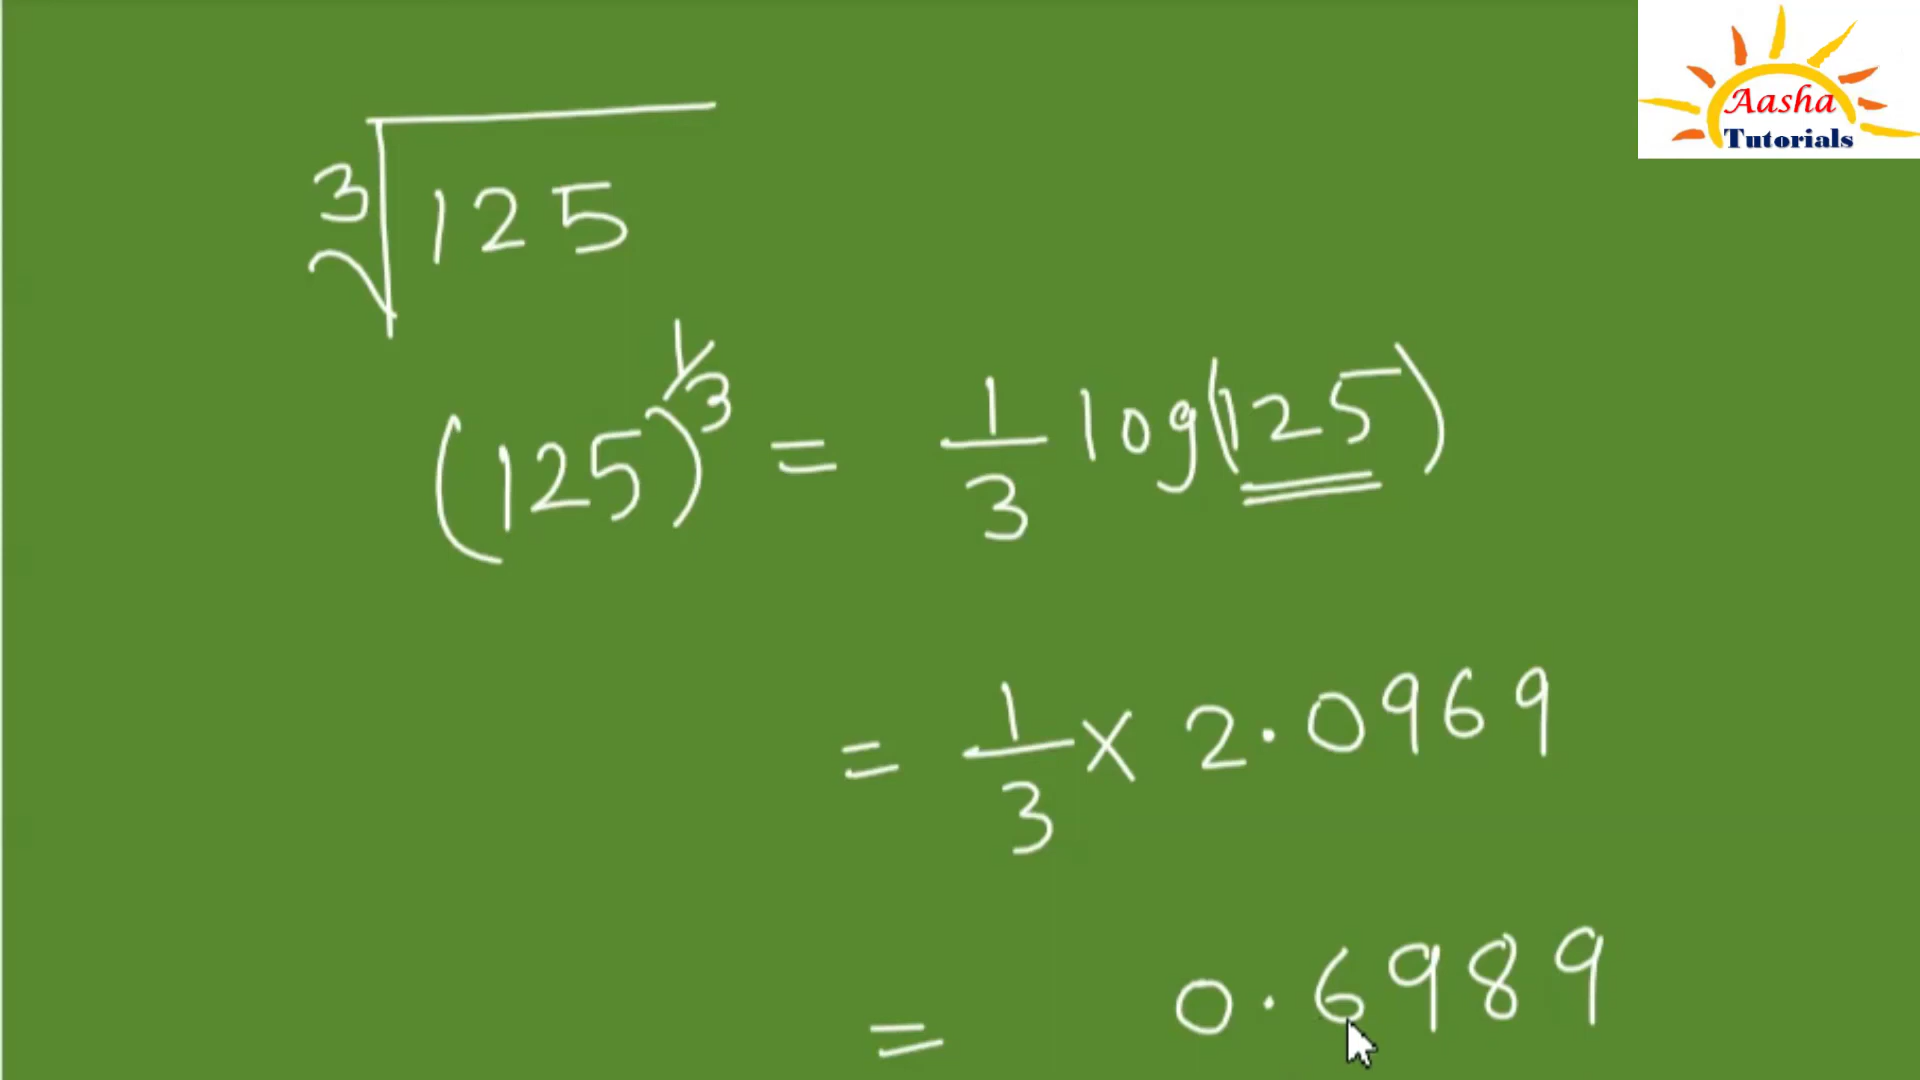 Aasha
Tutorials
∛125
(125)^1/3 = 1/3 log(125)
= 1/3 × 2.0969
= 0.6989